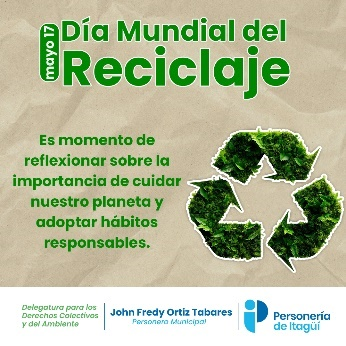 mayo 17
Día Mundial del
Reciclaje
Es momento de
reflexionar sobre la
importancia de cuidar
nuestro planeta y
adoptar hábitos
responsables.
Delegatura para los
Derechos Colectivos
y del Ambiente
John Fredy Ortiz Tabares
Personero Municipal
Personería
de Itagüí